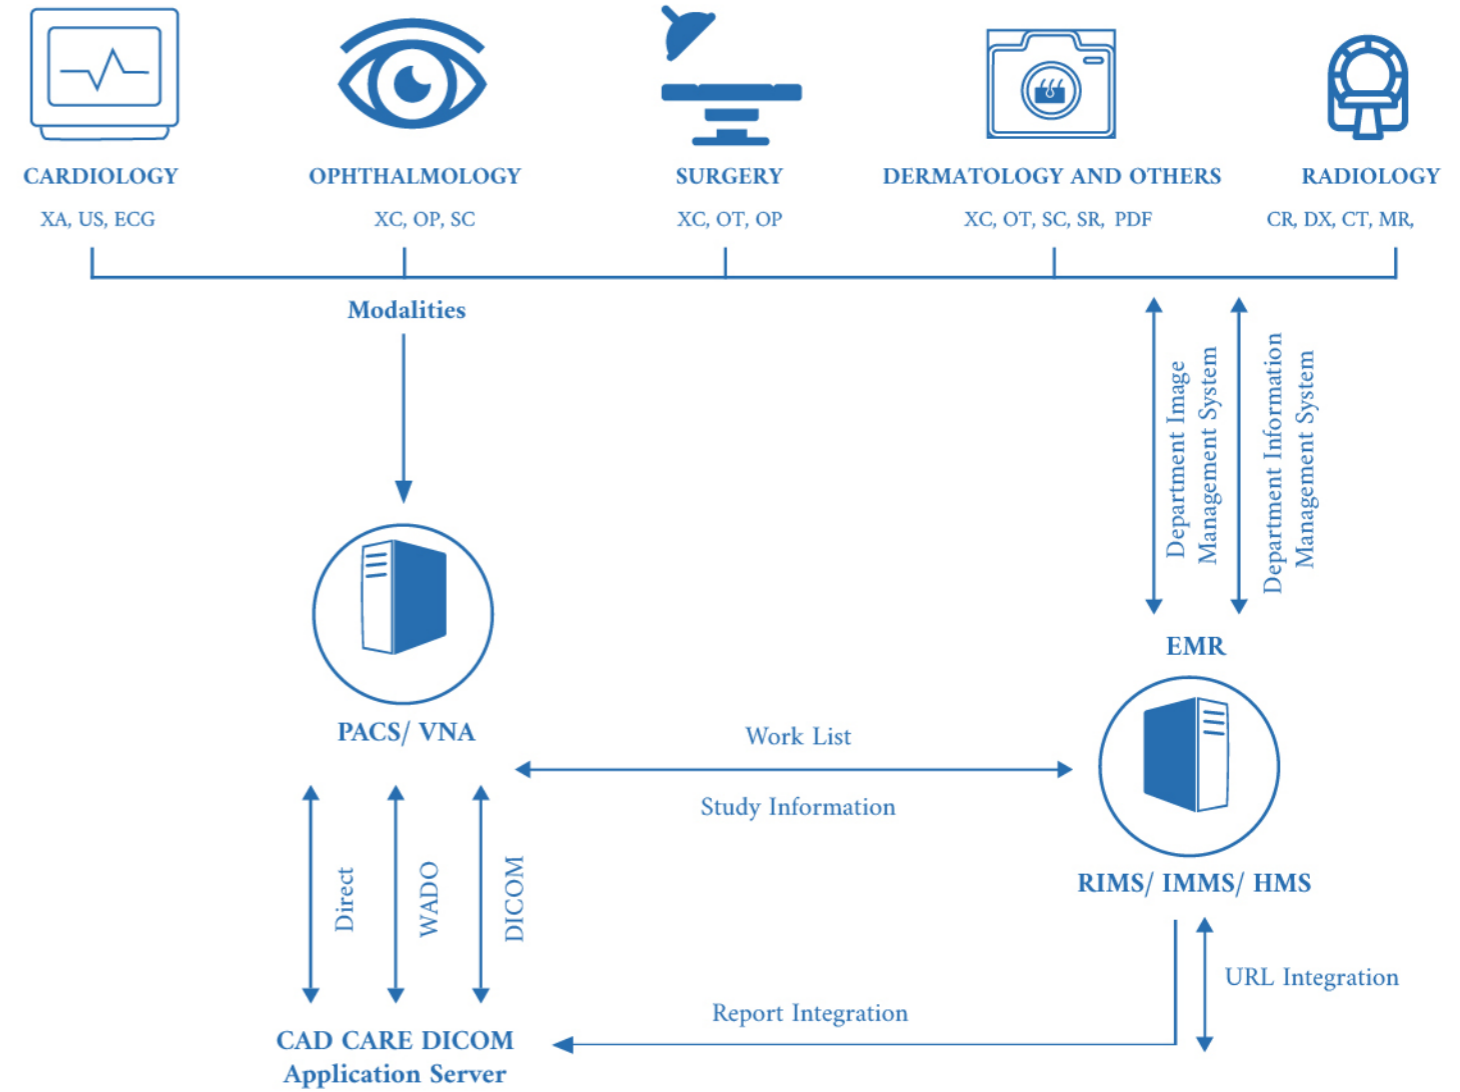 CARDIOLOGY
XA, US, ECG
OPHTHALMOLOGY
XC, OP, SC
SURGERY
XC, OT, OP
DERMATOLOGY AND OTHERS
XC, OT, SC, SR, PDF
RADIOLOGY
CR, DX, CT, MR,
Modalities
Department Image
Management System
Department Information
Management System
EMR
PACS/ VNA
Work List
Study Information
RIMS/ IMMS/ HMS
Direct
WADO
DICOM
URL Integration
Report Integration
CAD CARE DICOM
Application Server